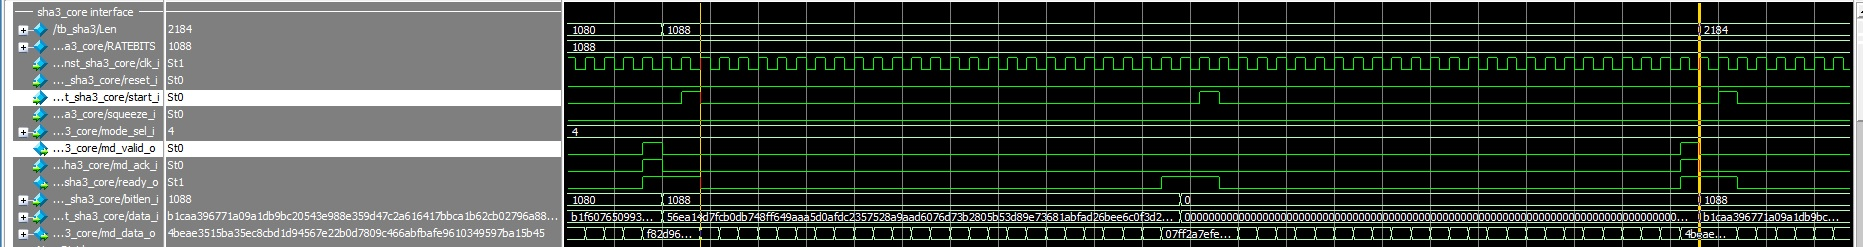 sha3_core interface
/tb_sha3/Len 2184 1080 1088 2184
...a3_core/RATEBITS 1088 1088
...nst_sha3_core/clk_i St1
..._sha3_core/reset_i St0
...t_sha3_core/start_i St0
...a3_core/squeeze_i St0
...3_core/mode_sel_i 4 4
...3_core/md_valid_o St0
...ha3_core/md_ack_i St0
...sha3_core/ready_o St1
..._sha3_core/bitlen_i 1088 1080 1088 0 1088
...t_sha3_core/data_i b1caa396771a09a1db9bc20543e988e359d47c2a616417bbca1b62cb02796a88... b1f607650993... 56ea14d7fcb0db748ff649aaa5d0afdc2357528a9aad6076d73b2805b53d89e73681abfad26bee6c0f3d2... b1caa396771a09a1db9bc...
...3_core/md_data_o 4beae3515ba35ec8cbd1d94567e22b0d7809c466abfbafe9610349597ba15b45 f82d96... 07ff2a7efe... 4beae...